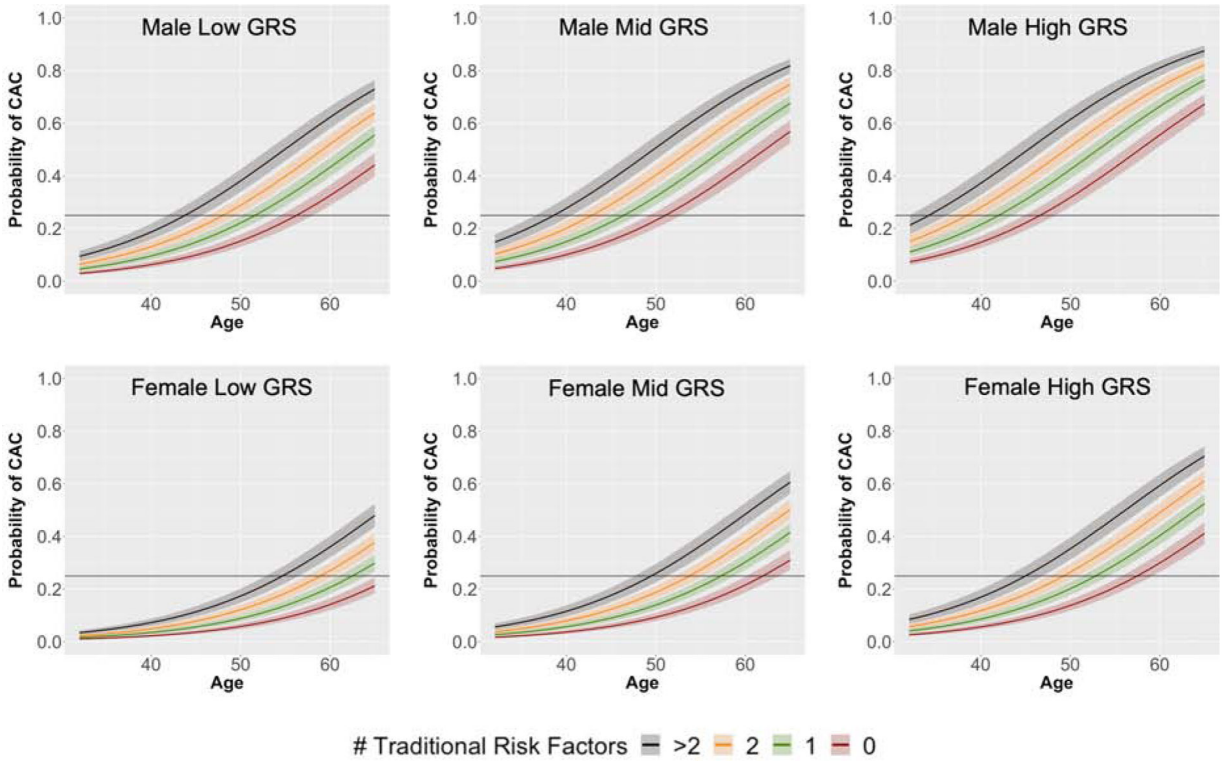 Male Low GRS
Probability of CAC
1.0
0.8
0.6
0.4
0.2
0.0
40
50
60
Age
Male Mid GRS
Probability of CAC
1.0
0.8
0.6
0.4
0.2
0.0
40
50
60
Age
Male High GRS
Probability of CAC
1.0
0.8
0.6
0.4
0.2
0.0
40
50
60
Age
Female Low GRS
Probability of CAC
1.0
0.8
0.6
0.4
0.2
0.0
40
50
60
Age
Female Mid GRS
Probability of CAC
1.0
0.8
0.6
0.4
0.2
0.0
40
50
60
Age
Female High GRS
Probability of CAC
1.0
0.8
0.6
0.4
0.2
0.0
40
50
60
Age
# Traditional Risk Factors >2 2 1 0